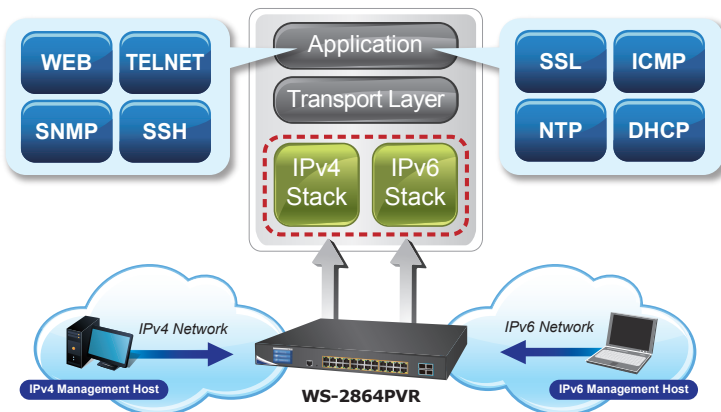 WEB
TELNET
SNMP
SSH
Application
Transport Layer
IPv4
Stack
IPv6
Stack
SSL
ICMP
NTP
DHCP
IPv4 Network
IPv4 Management Host
WS-2864PVR
IPv6 Network
IPv6 Management Host